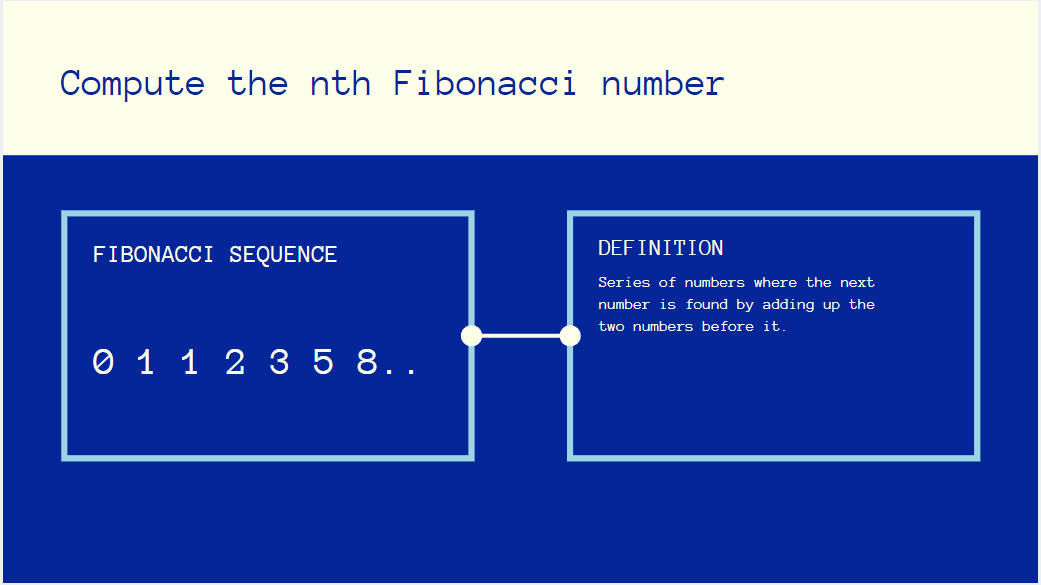 Compute the nth Fibonacci number
FIBONACCI SEQUENCE
0 1 1 2 3 5 8..
DEFINITION
Series of numbers where the next
number is found by adding up the
two numbers before it.